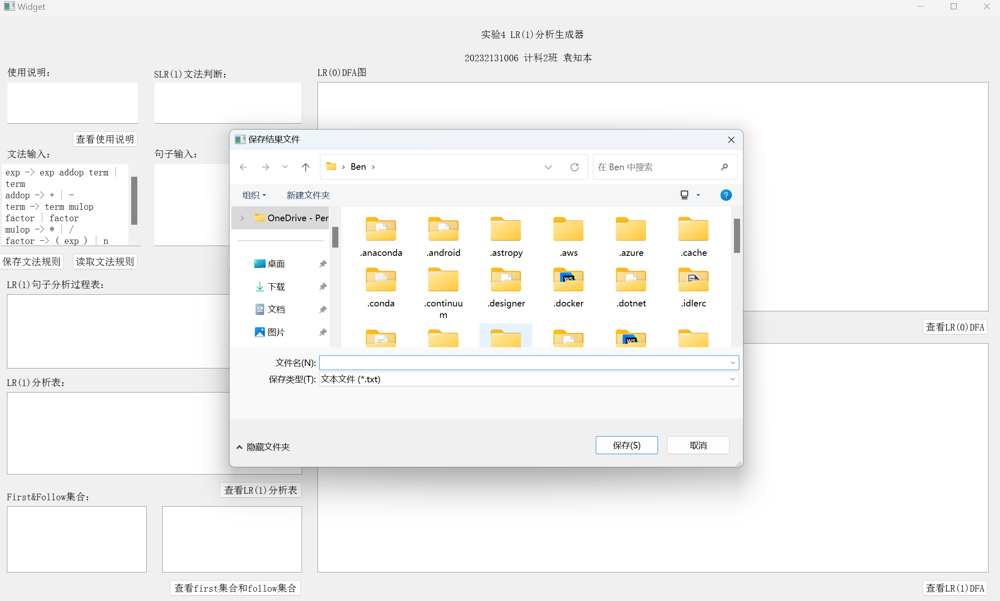 Widget
实验4 LR(1)分析生成器
20232131006 计科2班 袁知本
使用说明：
SLR(1)文法判断：
LR(0)DFA图
查看使用说明
文法输入：
句子输入：
exp -> exp addop term |
term
addop -> + | -
term -> term mulop
factor | factor
mulop -> * | /
factor -> ( exp ) | n
保存文法规则
读取文法规则
LR(1)句子分析过程表：
LR(1)分析表：
查看LR(1)分析表
First&Follow集合：
查看first集合和follow集合
查看LR(0)DFA
查看LR(1)DFA
保存结果文件
Ben
在 Ben 中搜索
组织
新建文件夹
OneDrive - Per
桌面
下载
文档
图片
.anaconda
.android
.astropy
.aws
.azure
.cache
.conda
.continuu
m
.designer
.docker
.dotnet
.idlerc
WS
WS
文件名(N):
保存类型(T):
文本文件 (*.txt)
隐藏文件夹
保存(S)
取消